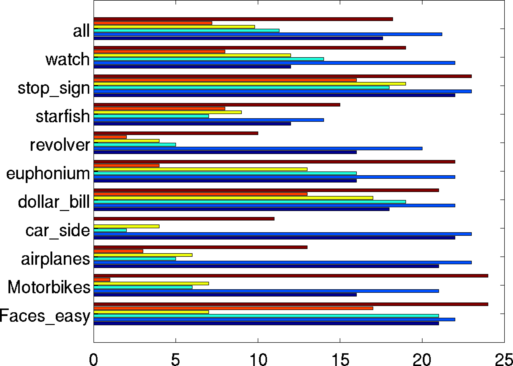 all
watch
stop_sign
starfish
revolver
euphonium
dollar_bill
car_side
airplanes
Motorbikes
Faces_easy
0 5 10 15 20 25